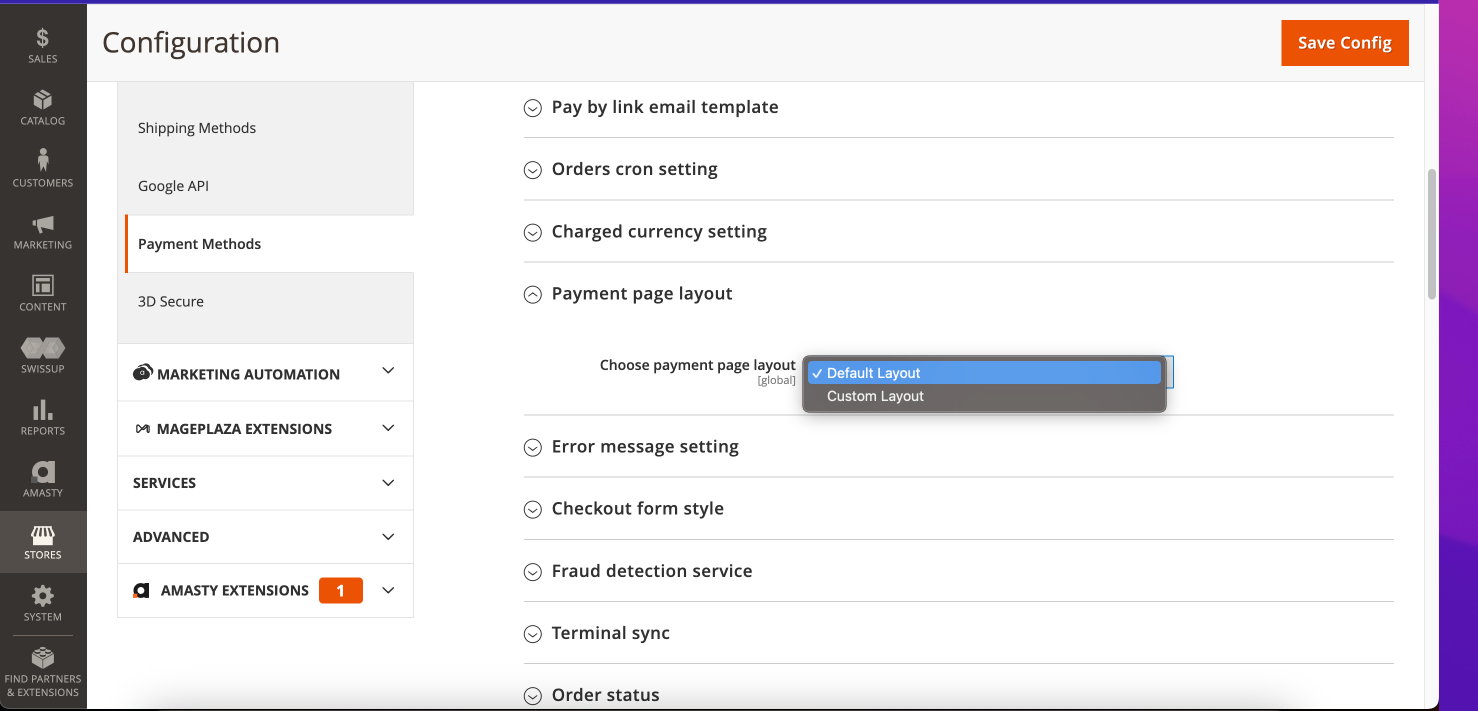 Configuration
Save Config
SALES
CATALOG
CUSTOMERS
MARKETING
CONTENT
SWISSUP
REPORTS
AMASTY
STORES
SYSTEM
FIND PARTNERS
& EXTENSIONS
Shipping Methods
Google API
Payment Methods
3D Secure
MARKETING AUTOMATION
MAGEPLAZA EXTENSIONS
SERVICES
ADVANCED
AMASTY EXTENSIONS 1
Pay by link email template
Orders cron setting
Charged currency setting
Payment page layout
Choose payment page layout
[global]
✓ Default Layout
Custom Layout
Error message setting
Checkout form style
Fraud detection service
Terminal sync
Order status